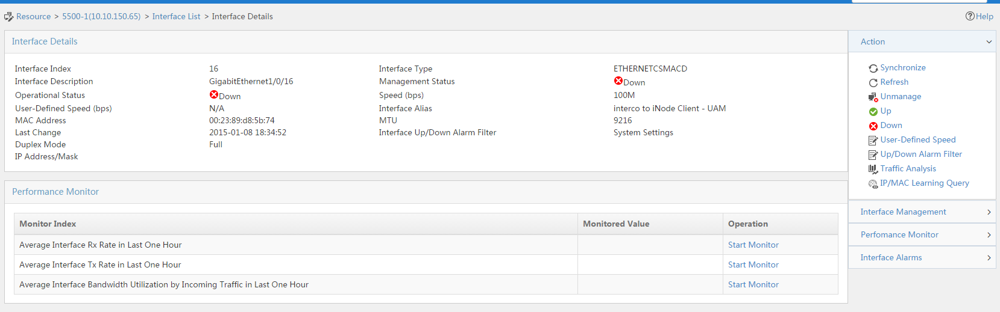 Resource > 5500-1(10.10.150.65) > Interface List > Interface Details
Help
Interface Details
Interface Index 16 Interface Type ETHERNETCSMACD
Interface Description GigabitEthernet1/0/16 Management Status Down
Operational Status Down Speed (bps) 100M
User-Defined Speed (bps) N/A Interface Alias interco to iNode Client - UAM
MAC Address 00:23:89:d8:5b:74 MTU 9216
Last Change 2015-01-08 18:34:52 Interface Up/Down Alarm Filter System Settings
Duplex Mode Full
IP Address/Mask
Performance Monitor
Monitor Index Monitored Value Operation
Average Interface Rx Rate in Last One Hour Start Monitor
Average Interface Tx Rate in Last One Hour Start Monitor
Average Interface Bandwidth Utilization by Incoming Traffic in Last One Hour Start Monitor
Action
Synchronize
Refresh
Unmanage
Up
Down
User-Defined Speed
Up/Down Alarm Filter
Traffic Analysis
IP/MAC Learning Query
Interface Management
Perfomance Monitor
Interface Alarms